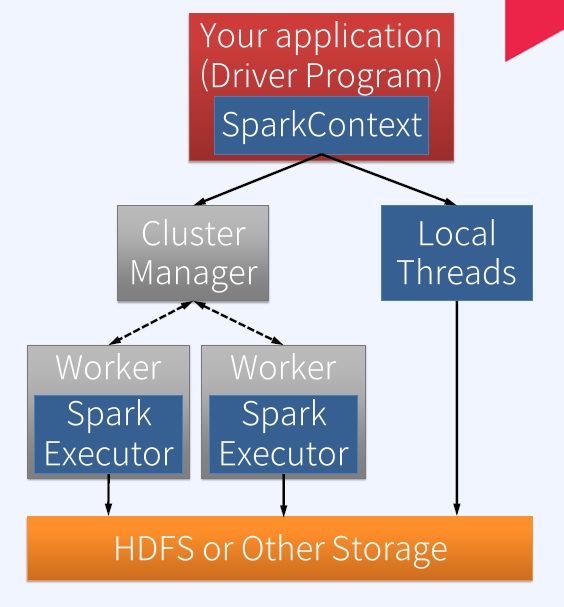 Your application
(Driver Program)
SparkContext
Cluster
Manager
Local
Threads
Worker
Spark
Executor
Worker
Spark
Executor
HDFS or Other Storage